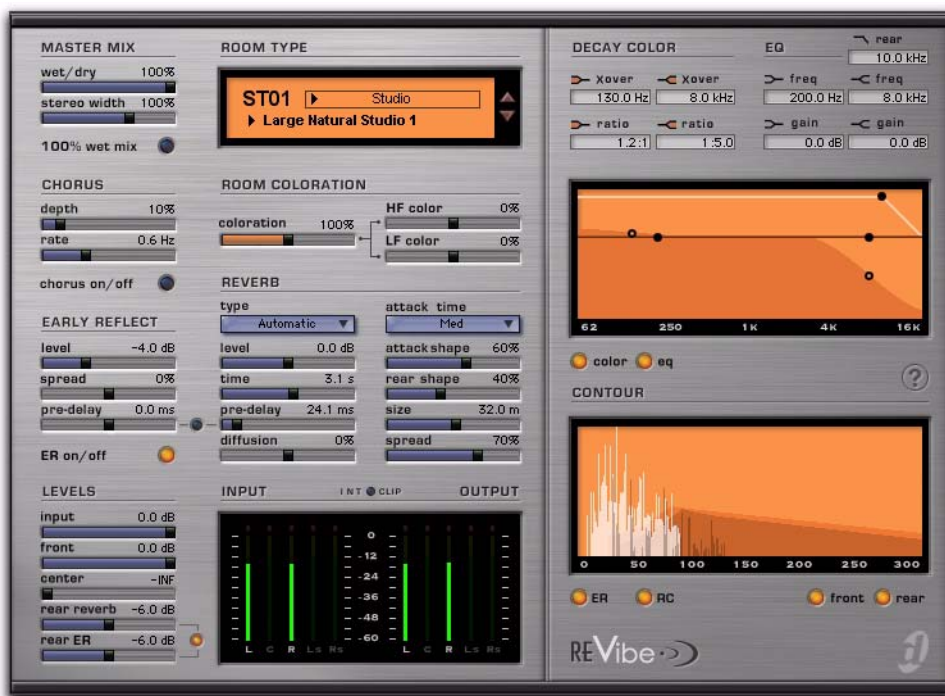 MASTER MIX
wet/dry 100%
stereo width 100%
100% wet mix
CHORUS
depth 10%
rate 0.6 Hz
chorus on/off
EARLY REFLECT
level -4.0 dB
spread 0%
pre-delay 0.0 ms
ER on/off
LEVELS
input 0.0 dB
front 0.0 dB
center -INF
rear reverb -6.0 dB
rear ER -6.0 dB
ROOM TYPE
ST01 Studio
Large Natural Studio 1
ROOM COLORATION
coloration 100%
HF color 0%
LF color 0%
REVERB
type attack time
Automatic Med
level 0.0 dB attack shape 60%
time 3.1 s rear shape 40%
pre-delay 24.1 ms size 32.0 m
diffusion 0% spread 70%
INPUT INT CLIP OUTPUT
0
-12
-24
-36
-48
-60
L C R Ls Rs L C R Ls Rs
DECAY COLOR EQ rear
10.0 kHz
Xover Xover freq freq
130.0 Hz 8.0 kHz 200.0 Hz 8.0 kHz
ratio ratio gain gain
1.2:1 1:5.0 0.0 dB 0.0 dB
62 250 1K 4K 16K
color eq
?
CONTOUR
0 50 100 150 200 250 300
ER RC front rear
REVibe